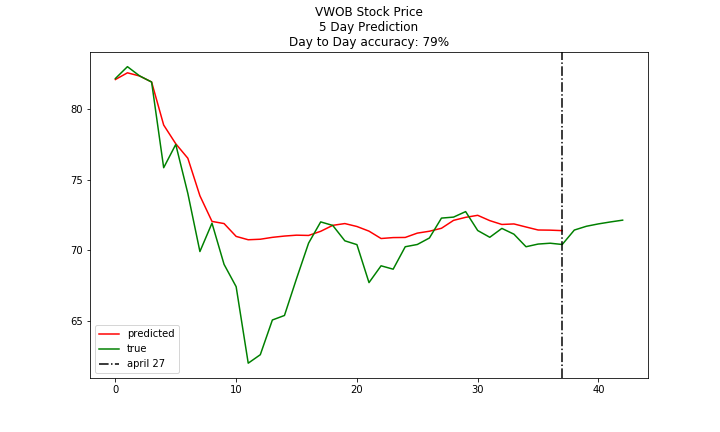 VWOB Stock Price
5 Day Prediction
Day to Day accuracy: 79%
80
75
70
65
predicted
true
april 27
0
10
20
30
40